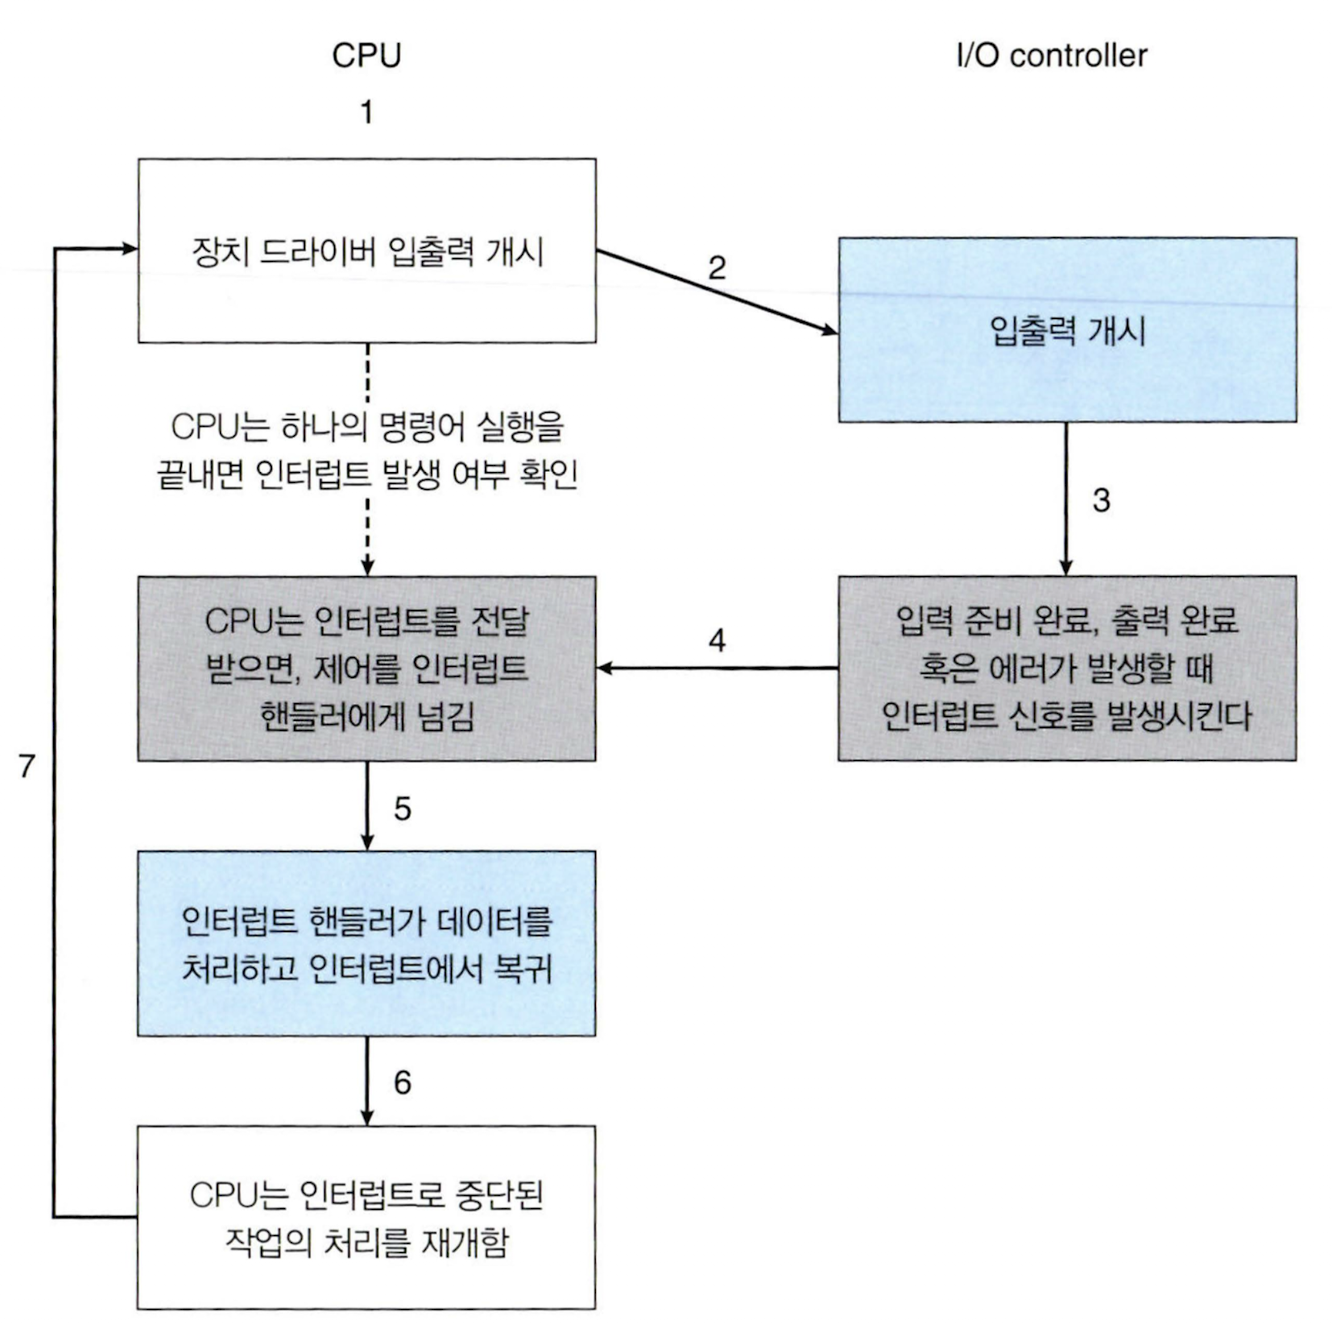 CPU
I/O controller
1
장치 드라이버 입출력 개시
2
입출력 개시
CPU는 하나의 명령어 실행을
끝내면 인터럽트 발생 여부 확인
3
CPU는 인터럽트를 전달
받으면, 제어를 인터럽트
핸들러에게 넘김
4
입력 준비 완료, 출력 완료
혹은 에러가 발생할 때
인터럽트 신호를 발생시킨다
7
5
인터럽트 핸들러가 데이터를
처리하고 인터럽트에서 복귀
6
CPU는 인터럽트로 중단된
작업의 처리를 재개함